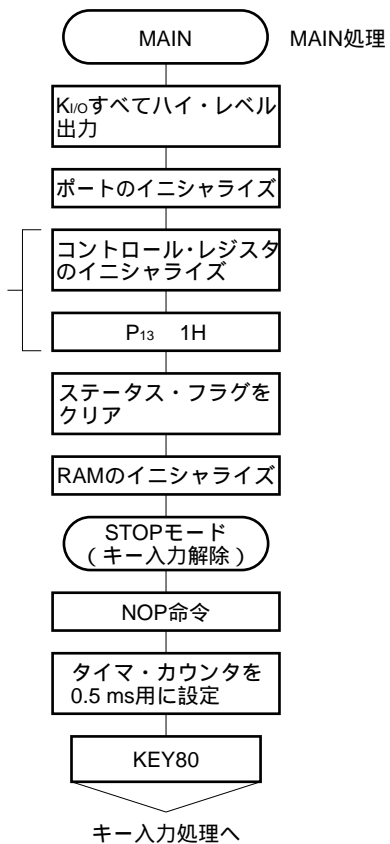 MAIN
MAIN処理
KI/Oすべてハイ・レベル
出力
ポートのイニシャライズ
コントロール・レジスタ
のイニシャライズ
P13 1H
ステータス・フラグを
クリア
RAMのイニシャライズ
STOPモード
(キー入力解除)
NOP命令
タイマ・カウンタを
0.5 ms用に設定
KEY80
キー入力処理へ